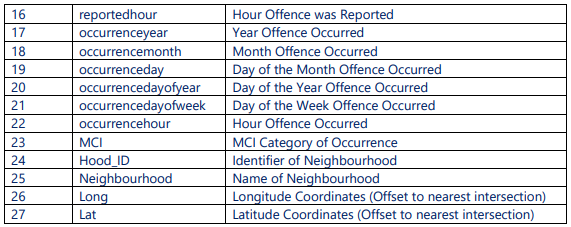 16 reportedhour Hour Offence was Reported
17 occurrenceyear Year Offence Occurred
18 occurrencemonth Month Offence Occurred
19 occurrenceday Day of the Month Offence Occurred
20 occurrencedayofyear Day of the Year Offence Occurred
21 occurrencedayofweek Day of the Week Offence Occurred
22 occurrencehour Hour Offence Occurred
23 MCI MCI Category of Occurrence
24 Hood_ID Identifier of Neighbourhood
25 Neighbourhood Name of Neighbourhood
26 Long Longitude Coordinates (Offset to nearest intersection)
27 Lat Latitude Coordinates (Offset to nearest intersection)